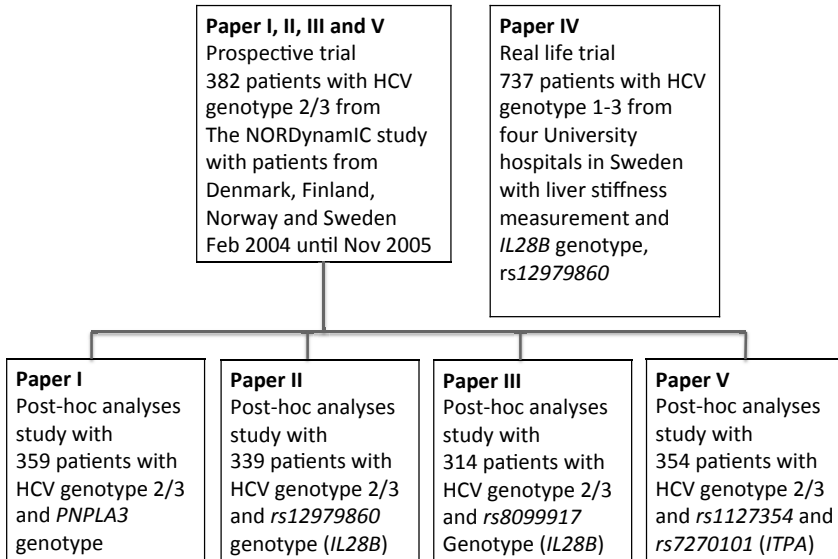 Paper I, II, III and V
Prospective trial
382 patients with HCV
genotype 2/3 from
The NORDynamIC study
with patients from
Denmark, Finland,
Norway and Sweden
Feb 2004 until Nov 2005
Paper IV
Real life trial
737 patients with HCV
genotype 1-3 from
four University
hospitals in Sweden
with liver stiffness
measurement and
IL28B genotype,
rs12979860
Paper I
Post-hoc analyses
study with
359 patients with
HCV genotype 2/3
and PNPLA3
genotype
Paper II
Post-hoc analyses
study with
339 patients with
HCV genotype 2/3
and rs12979860
genotype (IL28B)
Paper III
Post-hoc analyses
study with
314 patients with
HCV genotype 2/3
and rs8099917
Genotype (IL28B)
Paper V
Post-hoc analyses
study with
354 patients with
HCV genotype 2/3
and rs1127354 and
rs7270101 (ITPA)